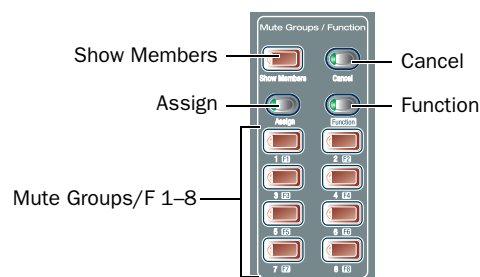 Mute Groups / Function
Show Members
Cancel
Show Members
Cancel
Assign
Function
Assign
Function
Mute Groups/F 1–8
1 F1
2 F2
3 F3
4 F4
5 F5
6 F6
7 F7
8 F8